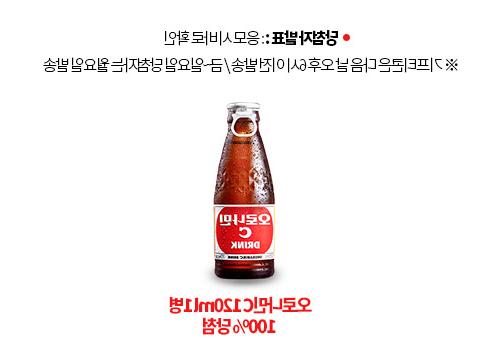 ● 당첨자발표 : 응모시 바로 확인
※ 기프티콘은 다음날 오후 6시 이전 발송 / 금~일요일 당첨자는 월요일 발송
오로나민
C
DRINK
오로나민C 120ml 1병
100% 당첨